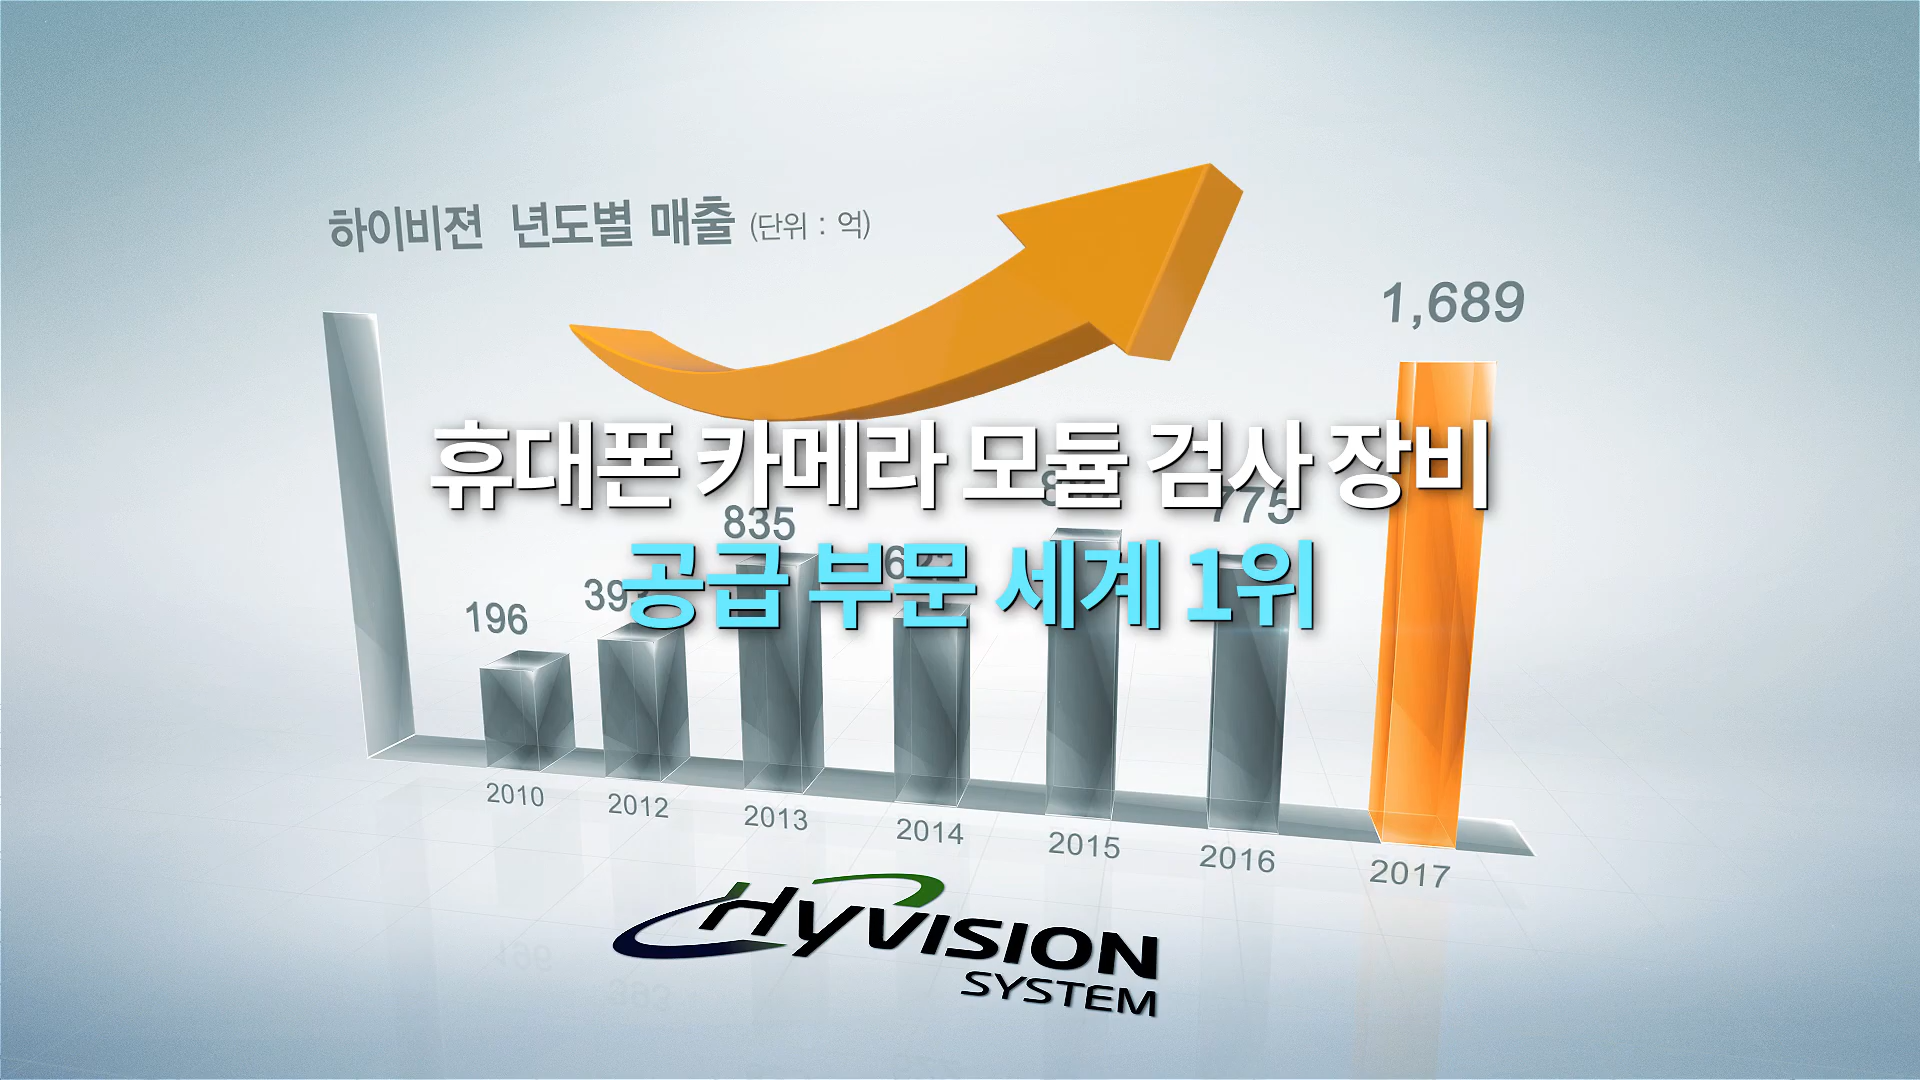 하이비젼 년도별 매출 (단위 : 억)
1,689
휴대폰 카메라 모듈 검사 장비
775
835
공급 부문 세계 1위
196
2010
2012
2013
2014
2015
2016
2017
HyVISION
SYSTEM